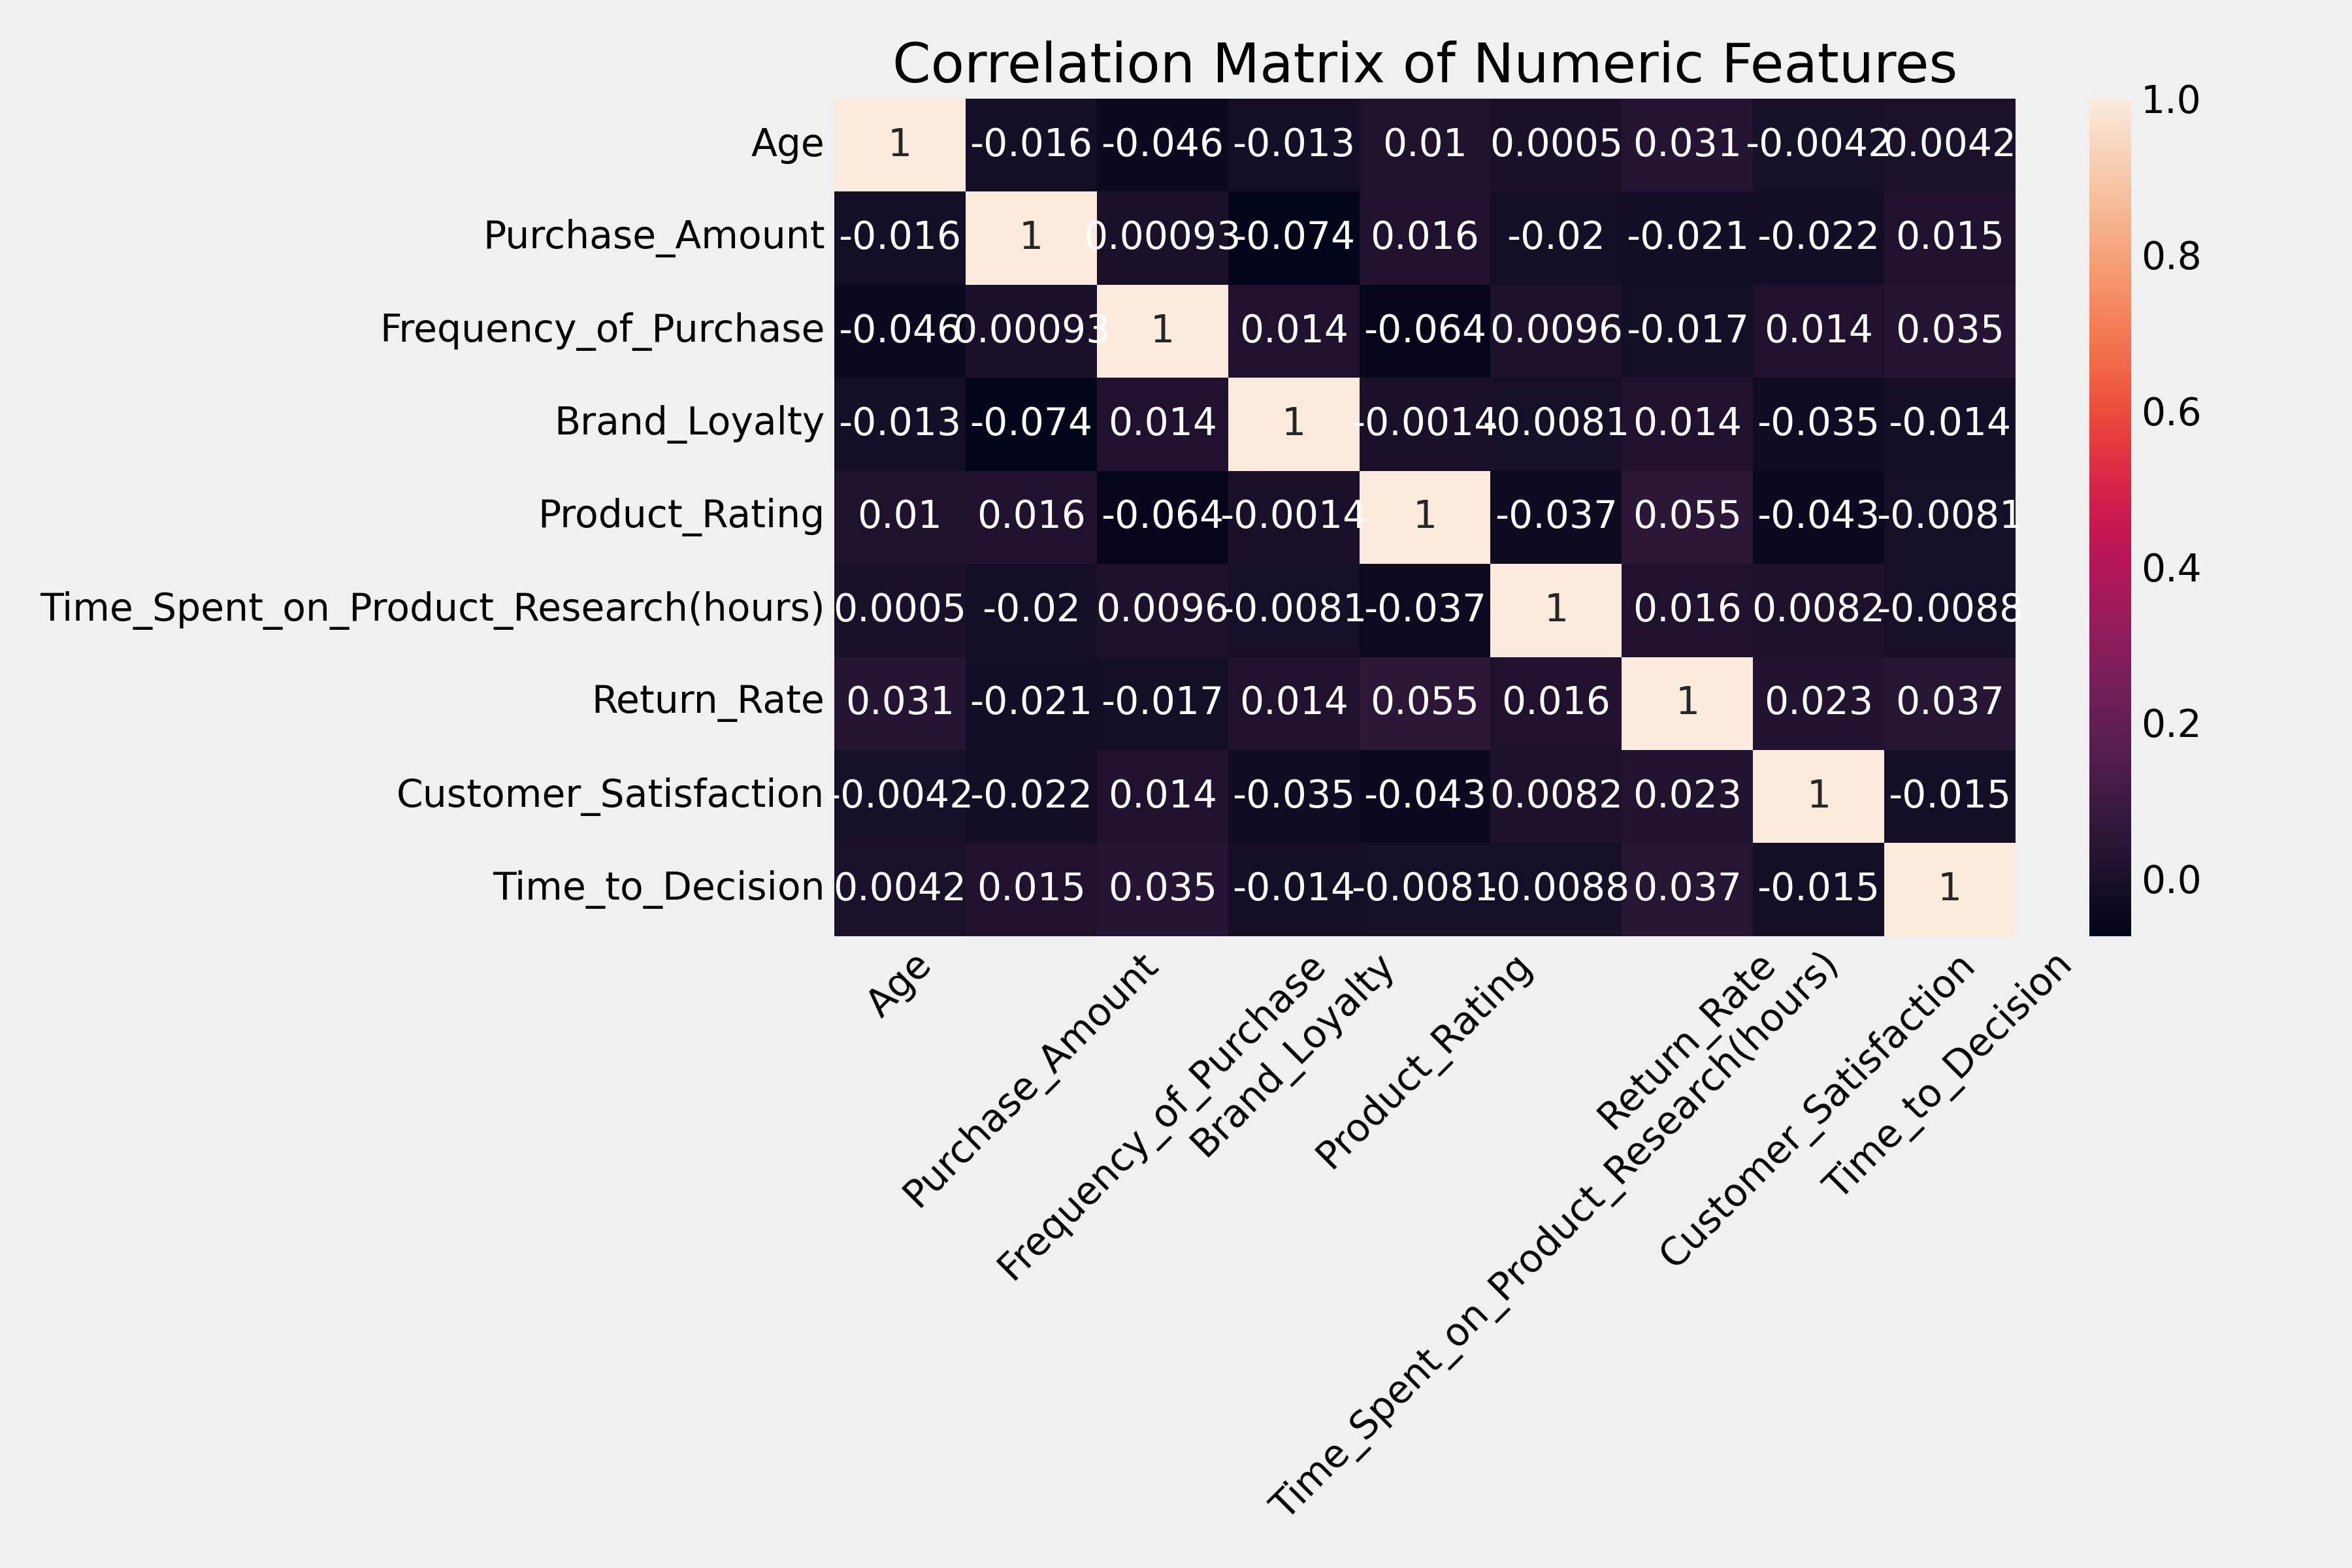 Correlation Matrix of Numeric Features
Age 1 -0.016 -0.046 -0.013 0.01 0.0005 0.031 -0.0042 0.0042
Purchase_Amount -0.016 1 0.00093 -0.074 0.016 -0.02 -0.021 -0.022 0.015
Frequency_of_Purchase -0.046 0.00093 1 0.014 -0.064 0.0096 -0.017 0.014 0.035
Brand_Loyalty -0.013 -0.074 0.014 1 -0.0014 -0.0081 0.014 -0.035 -0.014
Product_Rating 0.01 0.016 -0.064 -0.0014 1 -0.037 0.055 -0.043 -0.0081
Time_Spent_on_Product_Research(hours) 0.0005 -0.02 0.0096 -0.0081 -0.037 1 0.016 0.0082 -0.0088
Return_Rate 0.031 -0.021 -0.017 0.014 0.055 0.016 1 0.023 0.037
Customer_Satisfaction -0.0042 -0.022 0.014 -0.035 -0.043 0.0082 0.023 1 -0.015
Time_to_Decision 0.0042 0.015 0.035 -0.014 -0.0081 -0.0088 0.037 -0.015 1
Age
Purchase_Amount
Frequency_of_Purchase
Brand_Loyalty
Product_Rating
Time_Spent_on_Product_Research(hours)
Return_Rate
Customer_Satisfaction
Time_to_Decision
1.0
0.8
0.6
0.4
0.2
0.0